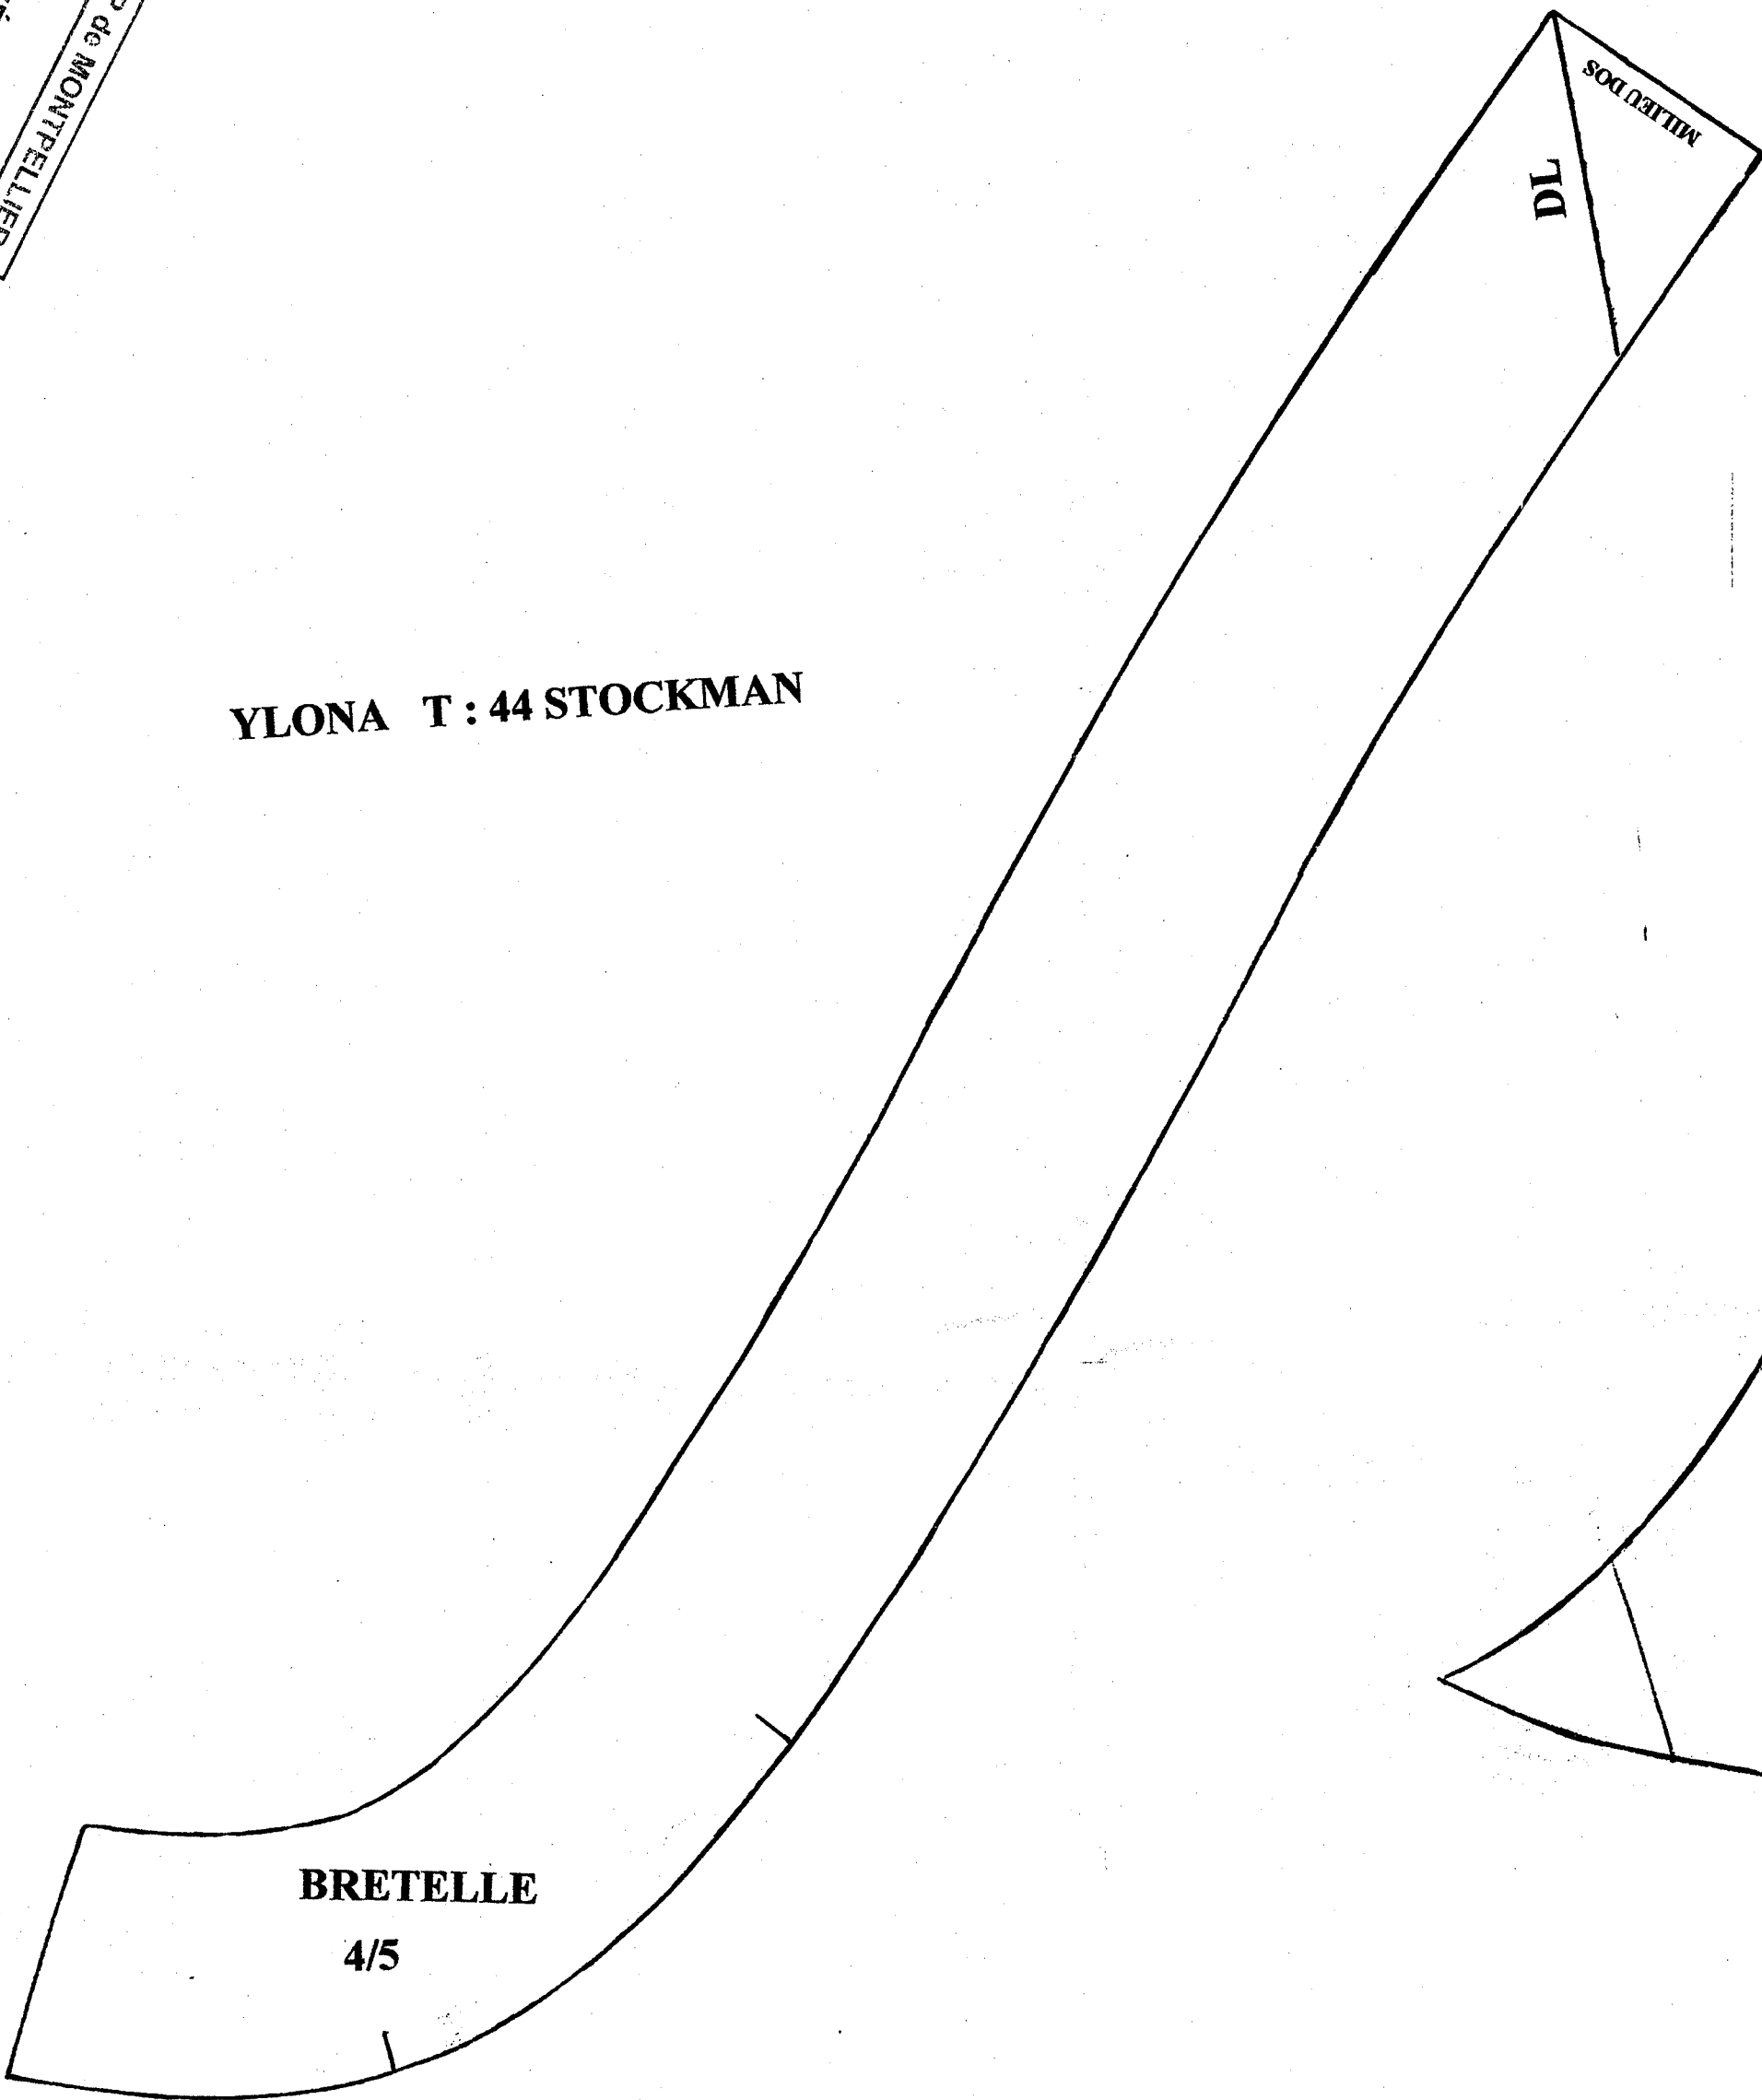 de MONTPELLIER
MILIEU DOS
DL
YLONA T : 44 STOCKMAN
BRETELLE
4/5